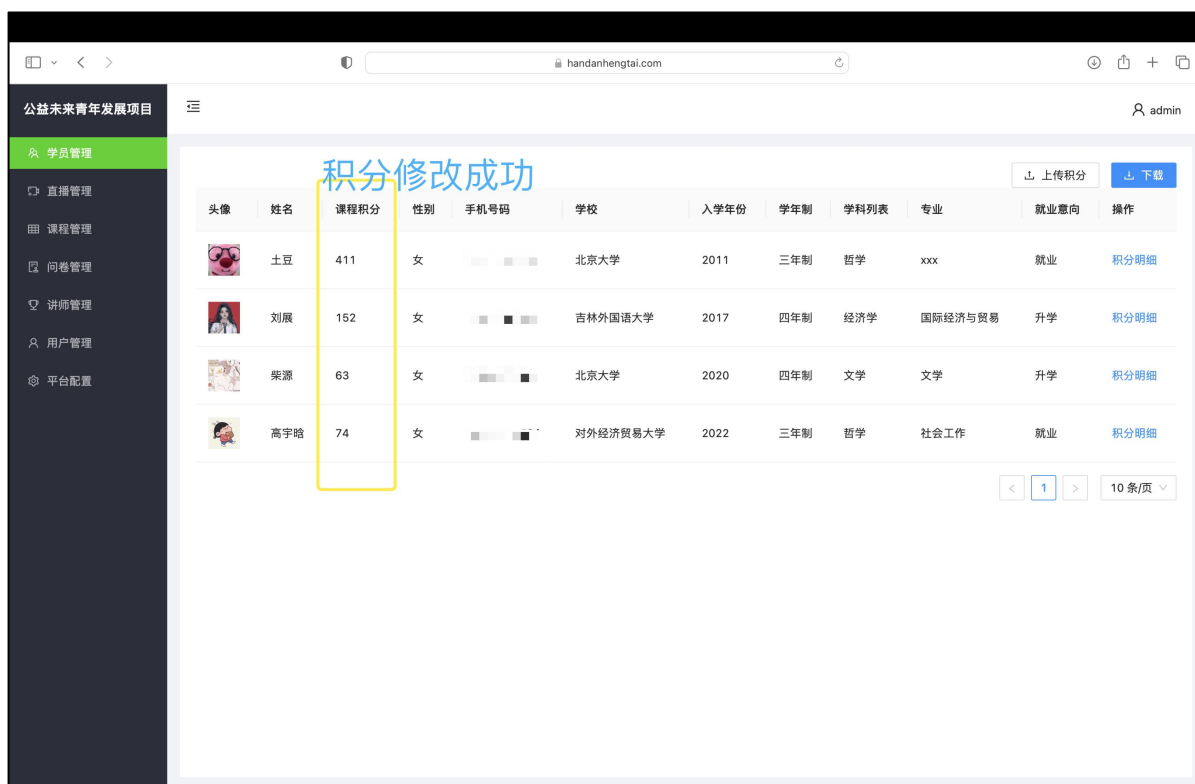 handanhengtai.com
公益未来青年发展项目
admin
学员管理
直播管理
课程管理
问卷管理
讲师管理
用户管理
平台配置
积分修改成功
上传积分 下载
头像 姓名 课程积分 性别 手机号码 学校 入学年份 学年制 学科列表 专业 就业意向 操作
土豆 411 女 北京大学 2011 三年制 哲学 xxx 就业 积分明细
刘展 152 女 吉林外国语大学 2017 四年制 经济学 国际经济与贸易 升学 积分明细
柴源 63 女 北京大学 2020 四年制 文学 文学 升学 积分明细
高宇晗 74 女 对外经济贸易大学 2022 三年制 哲学 社会工作 就业 积分明细
< 1 > 10 条/页